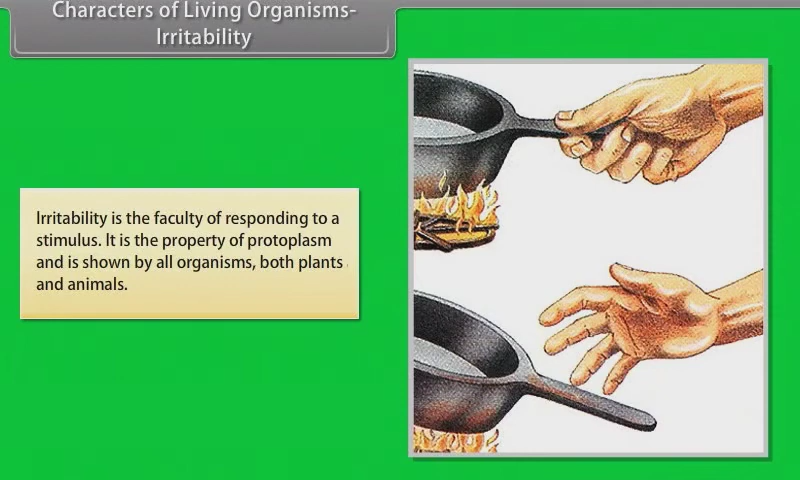 Characters of Living Organisms-
Irritability
Irritability is the faculty of responding to a
stimulus. It is the property of protoplasm
and is shown by all organisms, both plants
and animals.